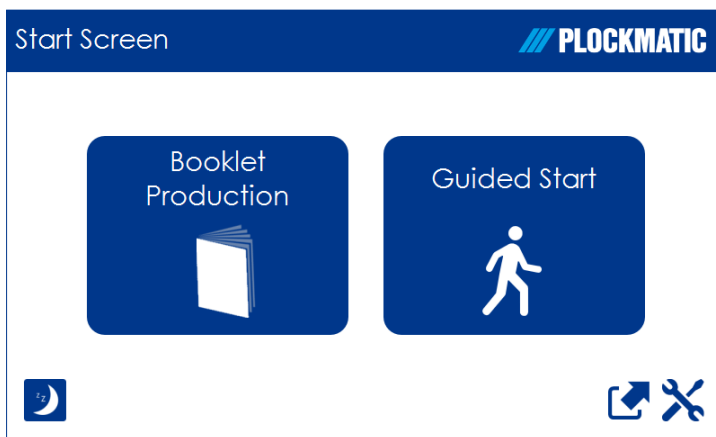 Start Screen
PLOCKMATIC
Booklet
Production
Guided Start
z Z